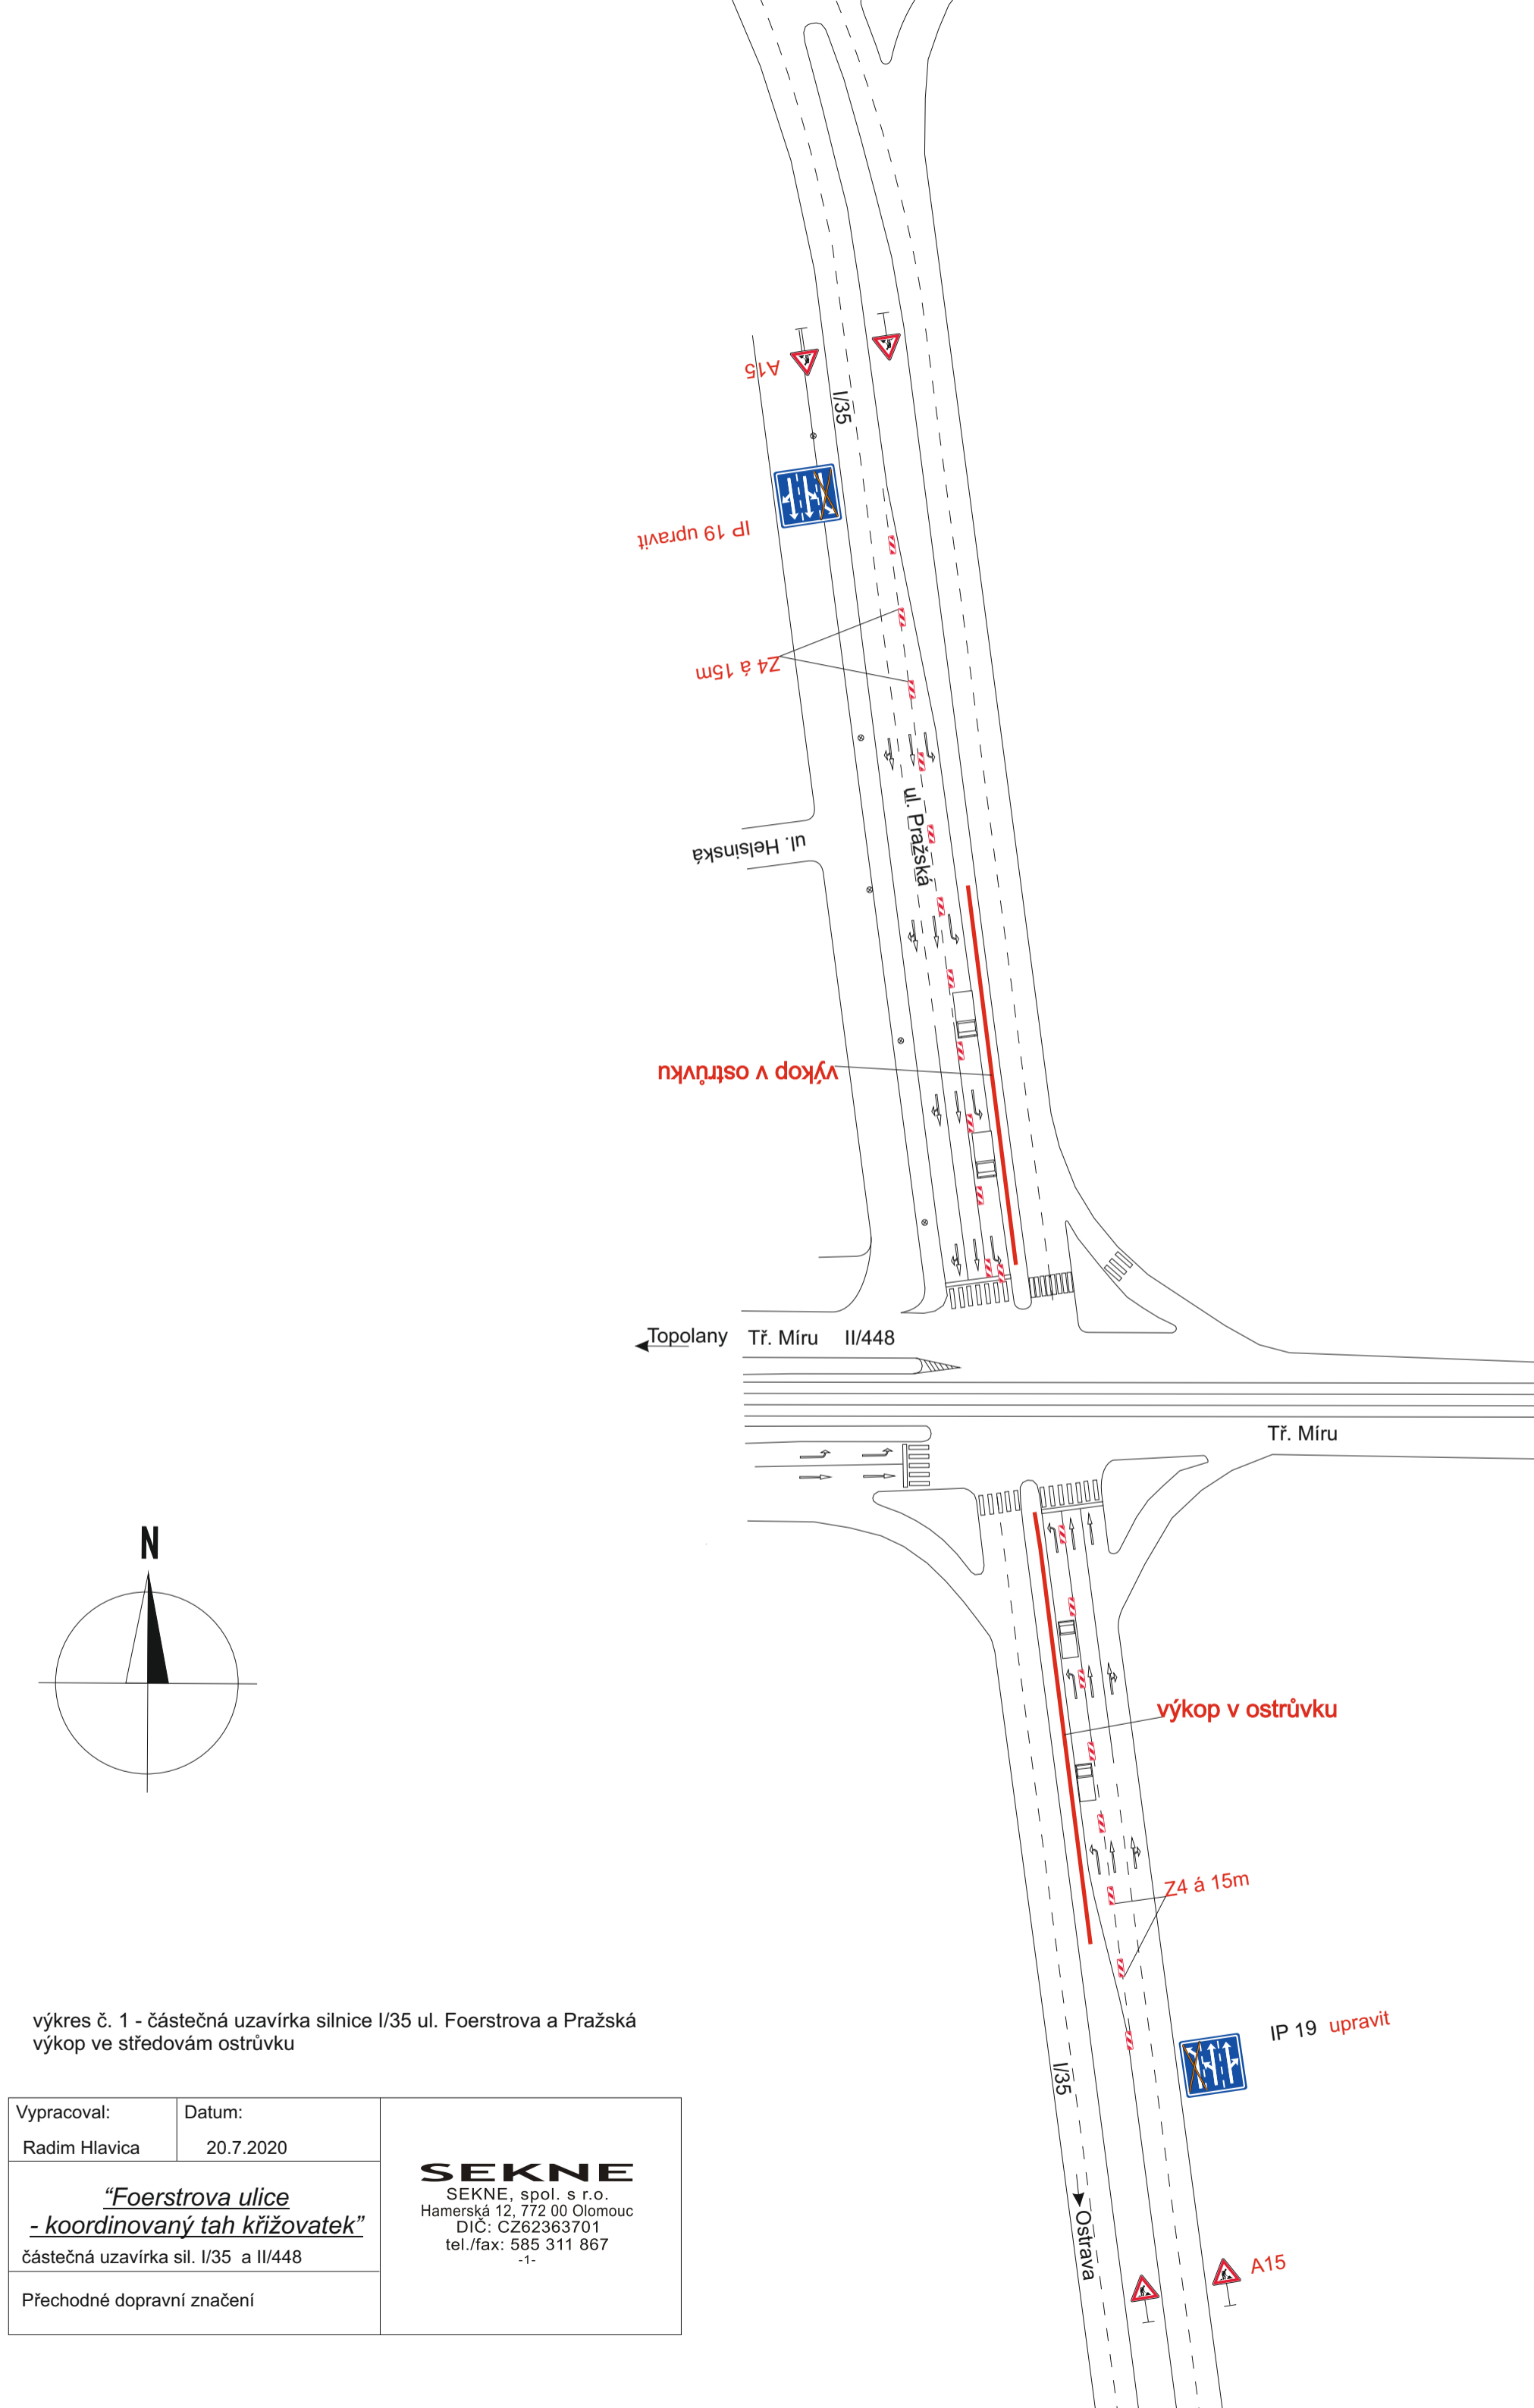 A15
I/35
IP 19 upravit
Z4 á 15m
ul. Pražská
ul. Helsinská
výkop v ostrůvku
Topolany
Tř. Míru
II/448
Tř. Míru
N
výkop v ostrůvku
Z4 á 15m
IP 19 upravit
I/35
Ostrava
A15
výkres č. 1 - částečná uzavírka silnice I/35 ul. Foerstrova a Pražská
výkop ve středovám ostrůvku
Vypracoval:
Datum:
Radim Hlavica
20.7.2020
“Foerstrova ulice
- koordinovaný tah křižovatek”
částečná uzavírka sil. I/35 a II/448
Přechodné dopravní značení
SEKNE
SEKNE, spol. s r.o.
Hamerská 12, 772 00 Olomouc
DIČ: CZ62363701
tel./fax: 585 311 867
-1-